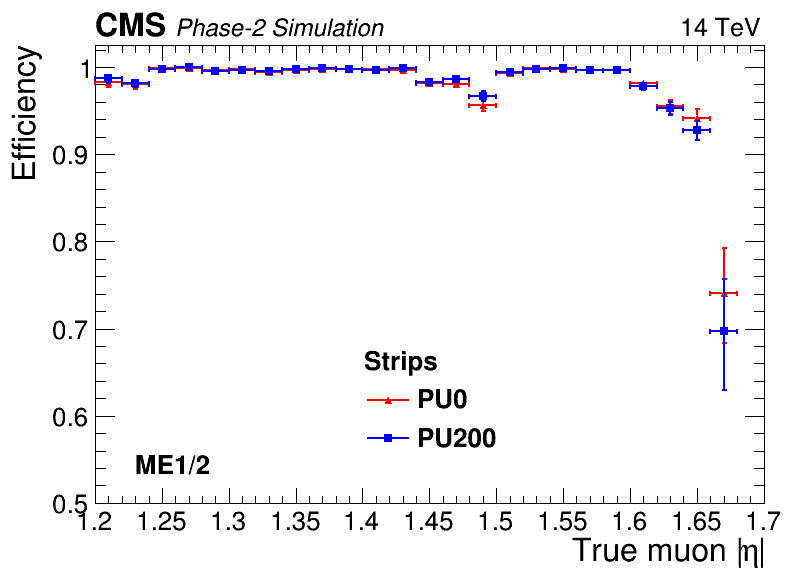 CMS Phase-2 Simulation 14 TeV
Efficiency
1
0.9
0.8
0.7
0.6
0.5
Strips
PU0
PU200
ME1/2
1.2 1.25 1.3 1.35 1.4 1.45 1.5 1.55 1.6 1.65 1.7
True muon |η|